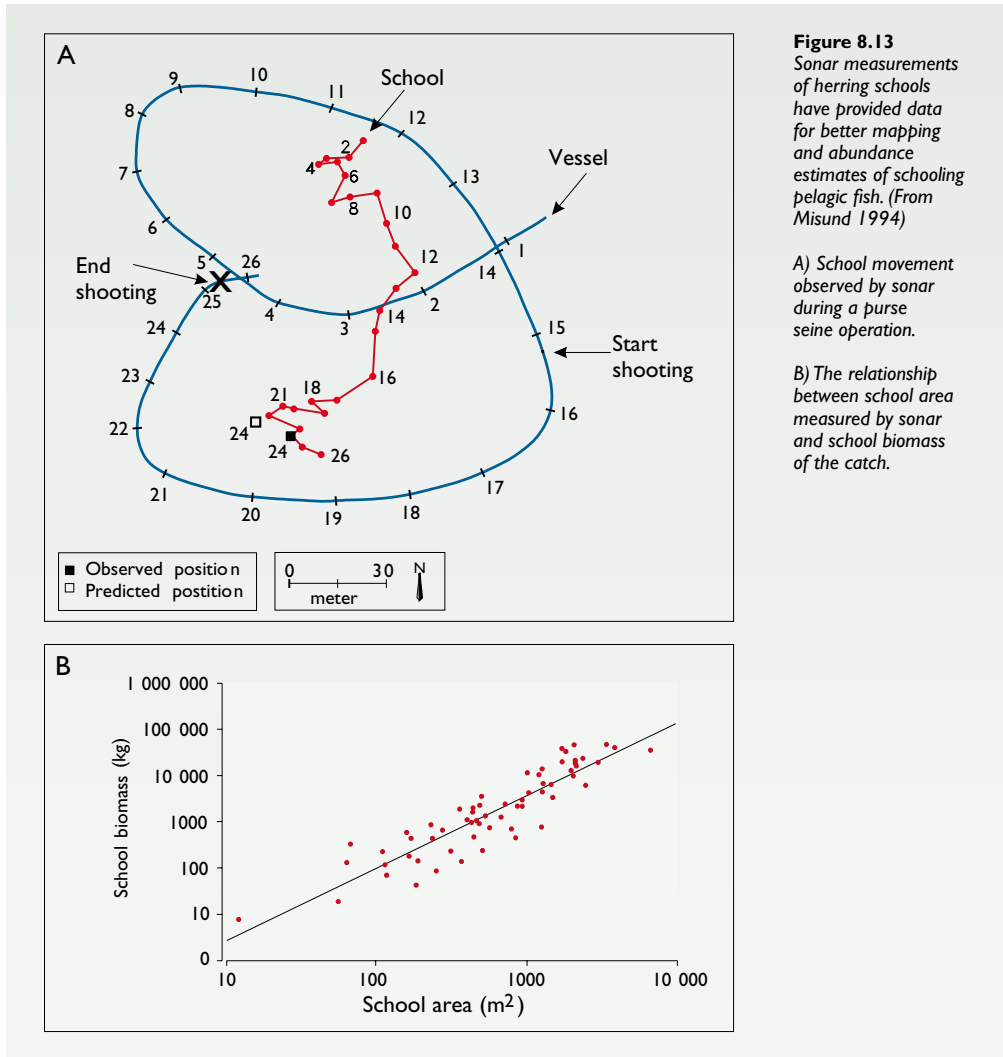 A
School
Vessel
End
shooting
Start
shooting
1
2
3
4
5
6
7
8
9
10
11
12
13
14
15
16
17
18
19
20
21
22
23
24
25
26
2
4
6
8
10
12
14
16
18
21
24
24
26
Observed position
Predicted postition
0 30
meter
N
B
School biomass (kg)
1 000 000
100 000
10 000
1000
100
10
0
10 100 1000 10 000
School area (m²)
Figure 8.13
Sonar measurements
of herring schools
have provided data
for better mapping
and abundance
estimates of schooling
pelagic fish. (From
Misund 1994)
A) School movement
observed by sonar
during a purse
seine operation.
B) The relationship
between school area
measured by sonar
and school biomass
of the catch.